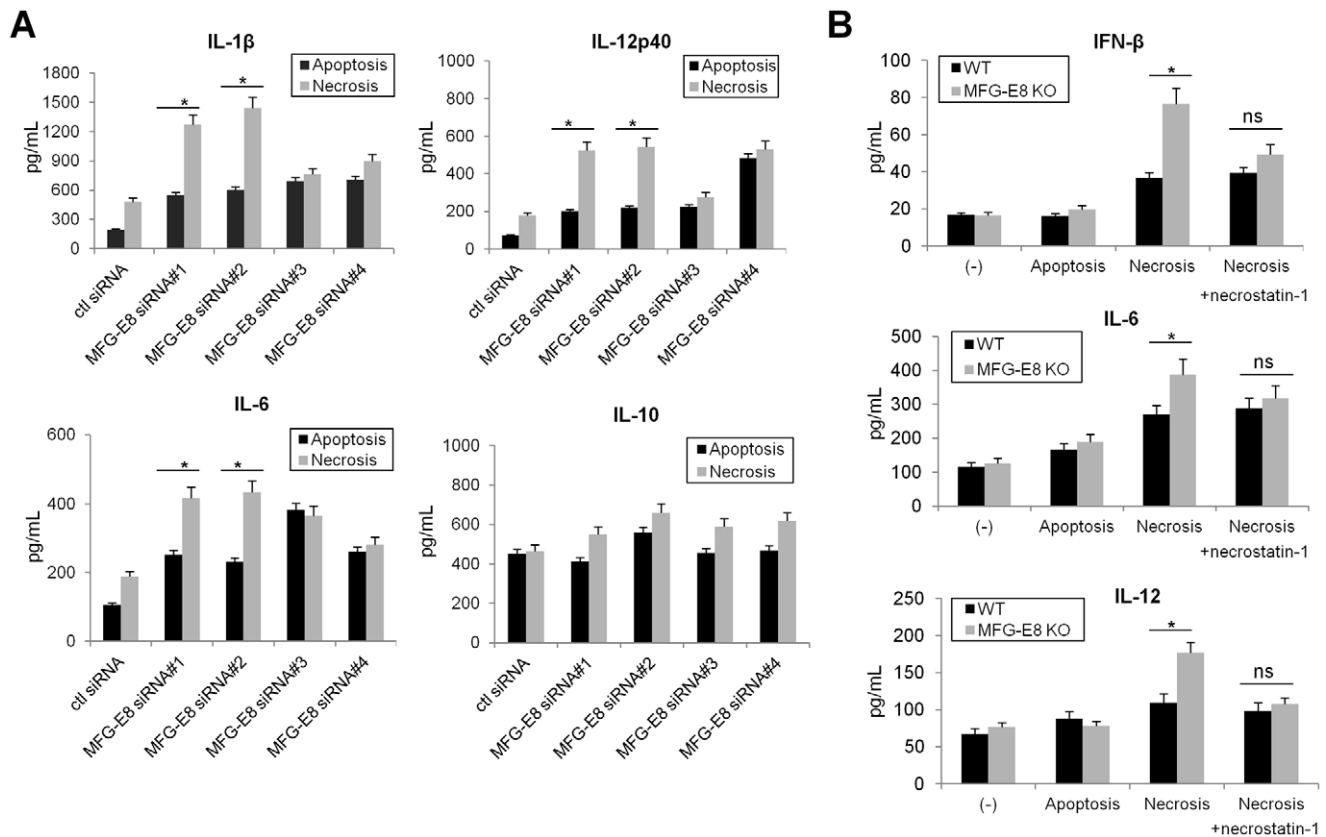 A
IL-1β
Apoptosis
Necrosis
pg/mL
1800
1500
1200
900
600
300
0
*
*
ctl siRNA
MFG-E8 siRNA#1
MFG-E8 siRNA#2
MFG-E8 siRNA#3
MFG-E8 siRNA#4
IL-12p40
Apoptosis
Necrosis
pg/mL
1000
800
600
400
200
0
*
*
ctl siRNA
MFG-E8 siRNA#1
MFG-E8 siRNA#2
MFG-E8 siRNA#3
MFG-E8 siRNA#4
IL-6
Apoptosis
Necrosis
pg/mL
600
400
200
0
*
*
ctl siRNA
MFG-E8 siRNA#1
MFG-E8 siRNA#2
MFG-E8 siRNA#3
MFG-E8 siRNA#4
IL-10
Apoptosis
Necrosis
pg/mL
1000
800
600
400
200
0
ctl siRNA
MFG-E8 siRNA#1
MFG-E8 siRNA#2
MFG-E8 siRNA#3
MFG-E8 siRNA#4
B
IFN-β
WT
MFG-E8 KO
pg/mL
100
80
60
40
20
0
*
ns
(-)
Apoptosis
Necrosis
Necrosis
+necrostatin-1
IL-6
WT
MFG-E8 KO
pg/mL
500
400
300
200
100
0
*
ns
(-)
Apoptosis
Necrosis
Necrosis
+necrostatin-1
IL-12
WT
MFG-E8 KO
pg/mL
250
200
150
100
50
0
*
ns
(-)
Apoptosis
Necrosis
Necrosis
+necrostatin-1